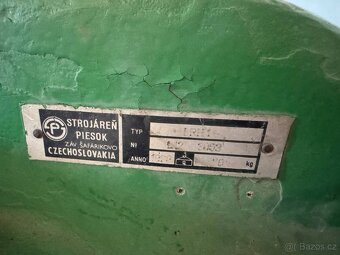 STROJÁREŇ
PIESOK
ZÁV ŠAFÁRIKOVO
CZECHOSLOVAKIA
TYP
Nº
ANNO
kg
Bazos.cz